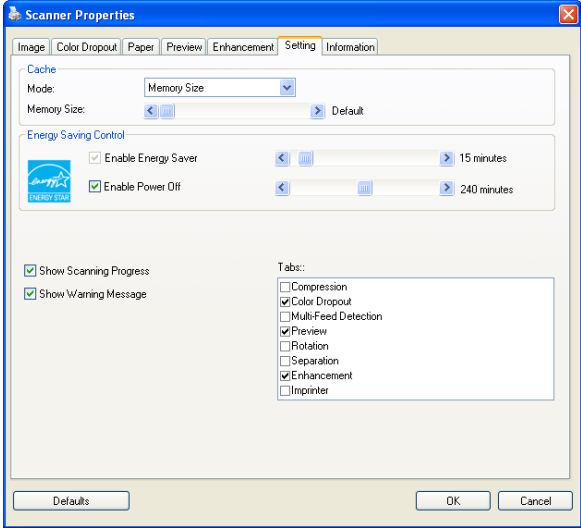 Scanner Properties
Image Color Dropout Paper Preview Enhancement Setting Information
Cache
Mode: Memory Size
Memory Size: Default
Energy Saving Control
Enable Energy Saver 15 minutes
energy
ENERGY STAR
Enable Power Off 240 minutes
Show Scanning Progress
Show Warning Message
Tabs::
Compression
Color Dropout
Multi-Feed Detection
Preview
Rotation
Separation
Enhancement
Imprinter
Defaults OK Cancel